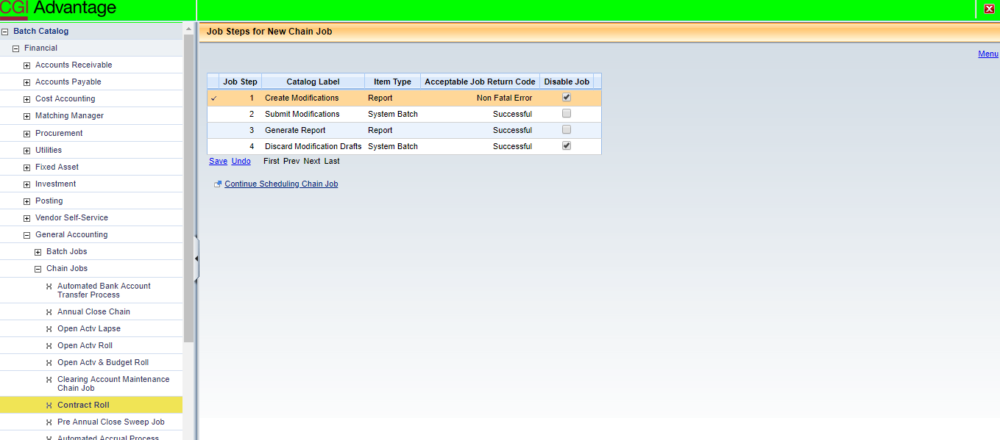 CGI Advantage
Batch Catalog
Financial
Accounts Receivable
Accounts Payable
Cost Accounting
Matching Manager
Procurement
Utilities
Fixed Asset
Investment
Posting
Vendor Self-Service
General Accounting
Batch Jobs
Chain Jobs
Automated Bank Account
Transfer Process
Annual Close Chain
Open Actv Lapse
Open Actv Roll
Open Actv & Budget Roll
Clearing Account Maintenance
Chain Job
Contract Roll
Pre Annual Close Sweep Job
Automated Accrual Process
Job Steps for New Chain Job
Menu
Job Step Catalog Label Item Type Acceptable Job Return Code Disable Job
1 Create Modifications Report Non Fatal Error
2 Submit Modifications System Batch Successful
3 Generate Report Report Successful
4 Discard Modification Drafts System Batch Successful
Save Undo First Prev Next Last
Continue Scheduling Chain Job